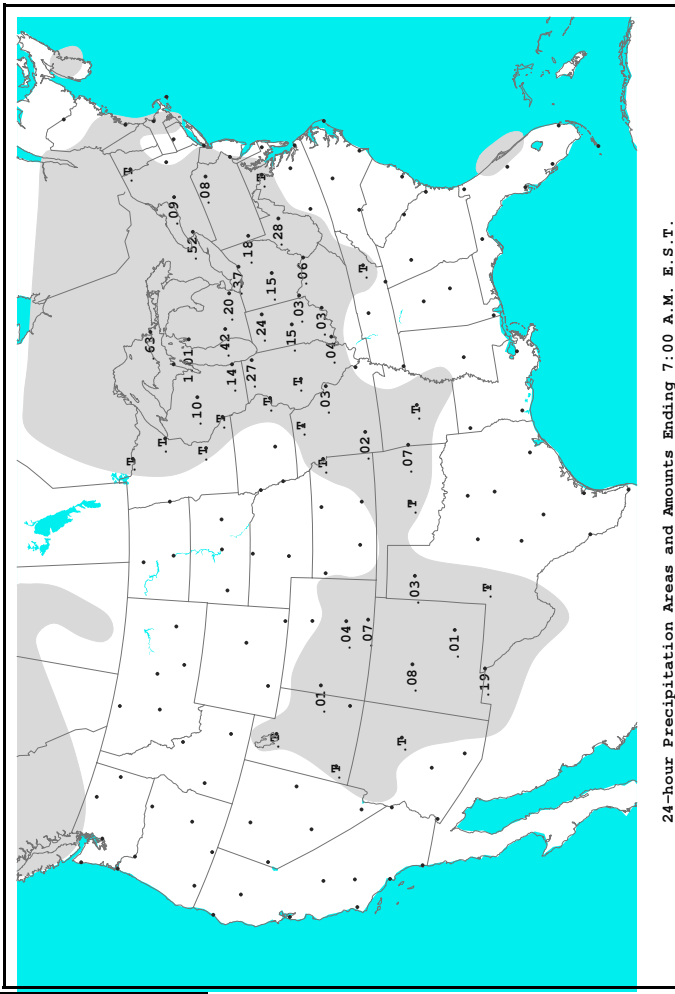 T
T
.63
T
.09
1.01
.52
.10
T
.08
T
.42
.20
.14
.37
.18
.27
.24
T
T
.15
T
.28
.15
T
.03
T
.06
.01
.03
T
.03
.04
T
.04
T
.02
.07
T
.07
.08
T
.03
T
.01
.19
T
24-hour Precipitation Areas and Amounts Ending 7:00 A.M. E.S.T.